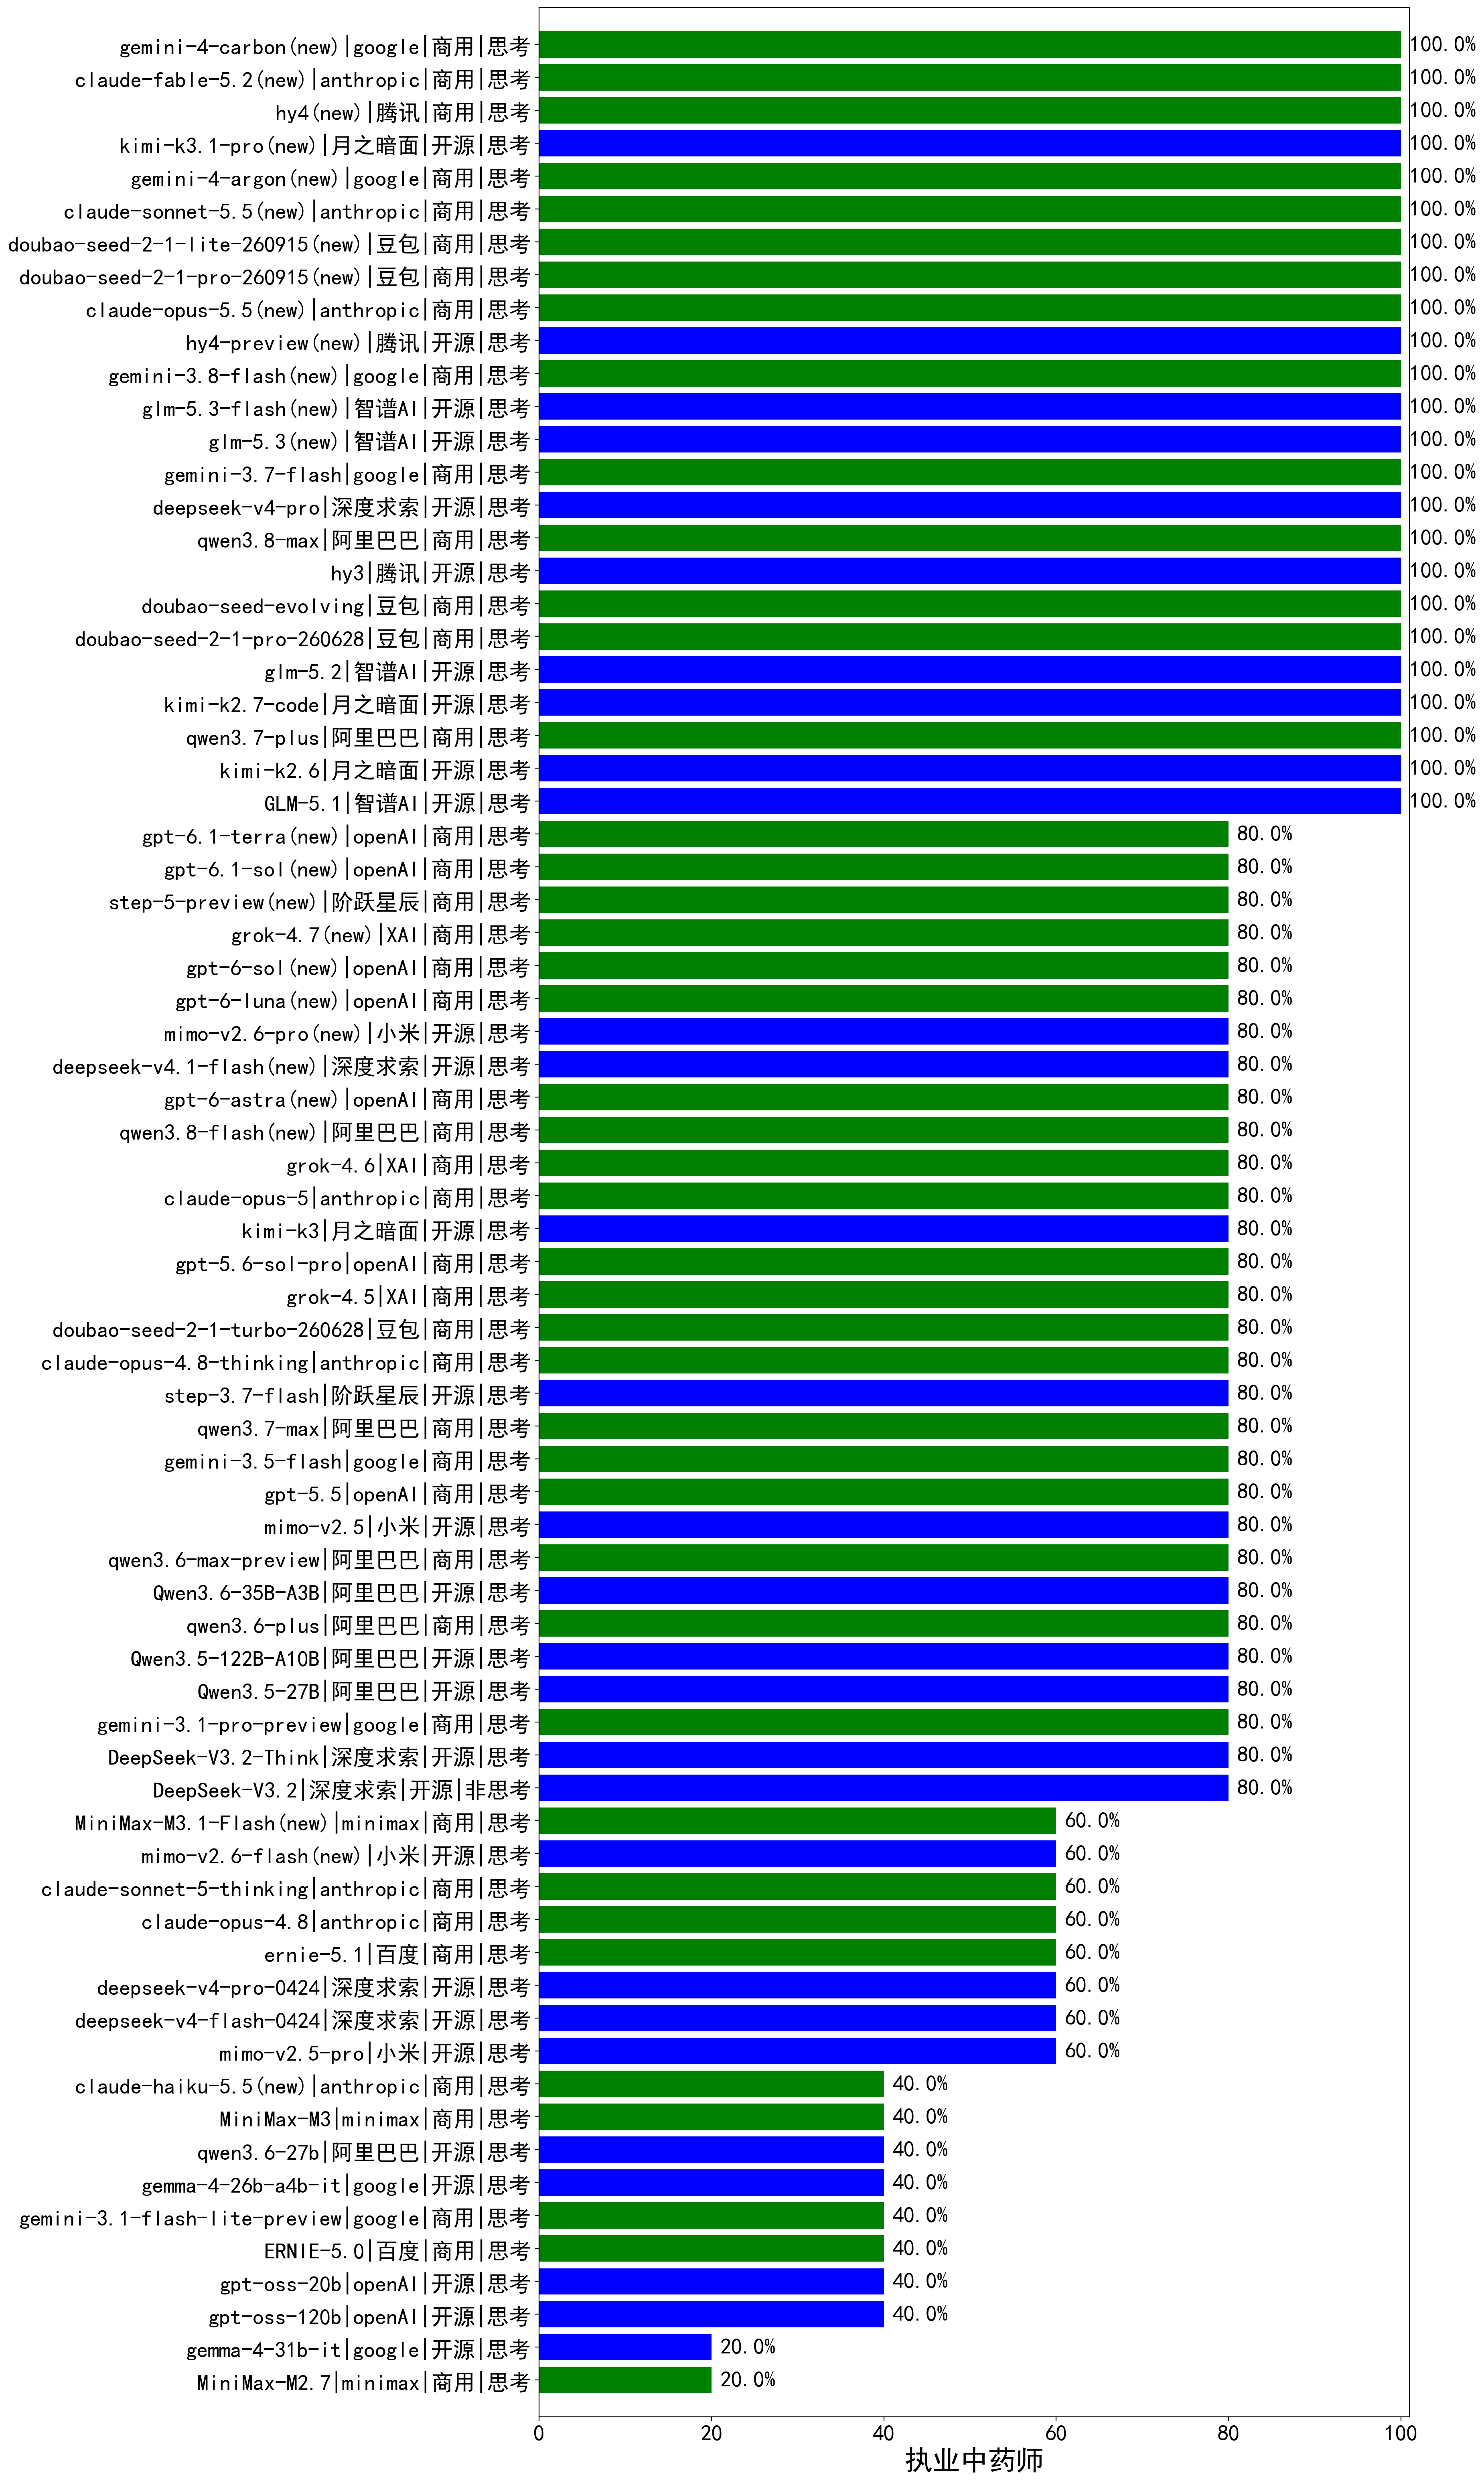 gemini-4-carbon(new)|google|商用|思考 100.0%
claude-fable-5.2(new)|anthropic|商用|思考 100.0%
hy4(new)|腾讯|商用|思考 100.0%
kimi-k3.1-pro(new)|月之暗面|开源|思考 100.0%
gemini-4-argon(new)|google|商用|思考 100.0%
claude-sonnet-5.5(new)|anthropic|商用|思考 100.0%
doubao-seed-2-1-lite-260915(new)|豆包|商用|思考 100.0%
doubao-seed-2-1-pro-260915(new)|豆包|商用|思考 100.0%
claude-opus-5.5(new)|anthropic|商用|思考 100.0%
hy4-preview(new)|腾讯|开源|思考 100.0%
gemini-3.8-flash(new)|google|商用|思考 100.0%
glm-5.3-flash(new)|智谱AI|开源|思考 100.0%
glm-5.3(new)|智谱AI|开源|思考 100.0%
gemini-3.7-flash|google|商用|思考 100.0%
deepseek-v4-pro|深度求索|开源|思考 100.0%
qwen3.8-max|阿里巴巴|商用|思考 100.0%
hy3|腾讯|开源|思考 100.0%
doubao-seed-evolving|豆包|商用|思考 100.0%
doubao-seed-2-1-pro-260628|豆包|商用|思考 100.0%
glm-5.2|智谱AI|开源|思考 100.0%
kimi-k2.7-code|月之暗面|开源|思考 100.0%
qwen3.7-plus|阿里巴巴|商用|思考 100.0%
kimi-k2.6|月之暗面|开源|思考 100.0%
GLM-5.1|智谱AI|开源|思考 100.0%
gpt-6.1-terra(new)|openAI|商用|思考 80.0%
gpt-6.1-sol(new)|openAI|商用|思考 80.0%
step-5-preview(new)|阶跃星辰|商用|思考 80.0%
grok-4.7(new)|XAI|商用|思考 80.0%
gpt-6-sol(new)|openAI|商用|思考 80.0%
gpt-6-luna(new)|openAI|商用|思考 80.0%
mimo-v2.6-pro(new)|小米|开源|思考 80.0%
deepseek-v4.1-flash(new)|深度求索|开源|思考 80.0%
gpt-6-astra(new)|openAI|商用|思考 80.0%
qwen3.8-flash(new)|阿里巴巴|商用|思考 80.0%
grok-4.6|XAI|商用|思考 80.0%
claude-opus-5|anthropic|商用|思考 80.0%
kimi-k3|月之暗面|开源|思考 80.0%
gpt-5.6-sol-pro|openAI|商用|思考 80.0%
grok-4.5|XAI|商用|思考 80.0%
doubao-seed-2-1-turbo-260628|豆包|商用|思考 80.0%
claude-opus-4.8-thinking|anthropic|商用|思考 80.0%
step-3.7-flash|阶跃星辰|开源|思考 80.0%
qwen3.7-max|阿里巴巴|商用|思考 80.0%
gemini-3.5-flash|google|商用|思考 80.0%
gpt-5.5|openAI|商用|思考 80.0%
mimo-v2.5|小米|开源|思考 80.0%
qwen3.6-max-preview|阿里巴巴|商用|思考 80.0%
Qwen3.6-35B-A3B|阿里巴巴|开源|思考 80.0%
qwen3.6-plus|阿里巴巴|商用|思考 80.0%
Qwen3.5-122B-A10B|阿里巴巴|开源|思考 80.0%
Qwen3.5-27B|阿里巴巴|开源|思考 80.0%
gemini-3.1-pro-preview|google|商用|思考 80.0%
DeepSeek-V3.2-Think|深度求索|开源|思考 80.0%
DeepSeek-V3.2|深度求索|开源|非思考 80.0%
MiniMax-M3.1-Flash(new)|minimax|商用|思考 60.0%
mimo-v2.6-flash(new)|小米|开源|思考 60.0%
claude-sonnet-5-thinking|anthropic|商用|思考 60.0%
claude-opus-4.8|anthropic|商用|思考 60.0%
ernie-5.1|百度|商用|思考 60.0%
deepseek-v4-pro-0424|深度求索|开源|思考 60.0%
deepseek-v4-flash-0424|深度求索|开源|思考 60.0%
mimo-v2.5-pro|小米|开源|思考 60.0%
claude-haiku-5.5(new)|anthropic|商用|思考 40.0%
MiniMax-M3|minimax|商用|思考 40.0%
qwen3.6-27b|阿里巴巴|开源|思考 40.0%
gemma-4-26b-a4b-it|google|开源|思考 40.0%
gemini-3.1-flash-lite-preview|google|商用|思考 40.0%
ERNIE-5.0|百度|商用|思考 40.0%
gpt-oss-20b|openAI|开源|思考 40.0%
gpt-oss-120b|openAI|开源|思考 40.0%
gemma-4-31b-it|google|开源|思考 20.0%
MiniMax-M2.7|minimax|商用|思考 20.0%
0 20 40 60 80 100
执业中药师